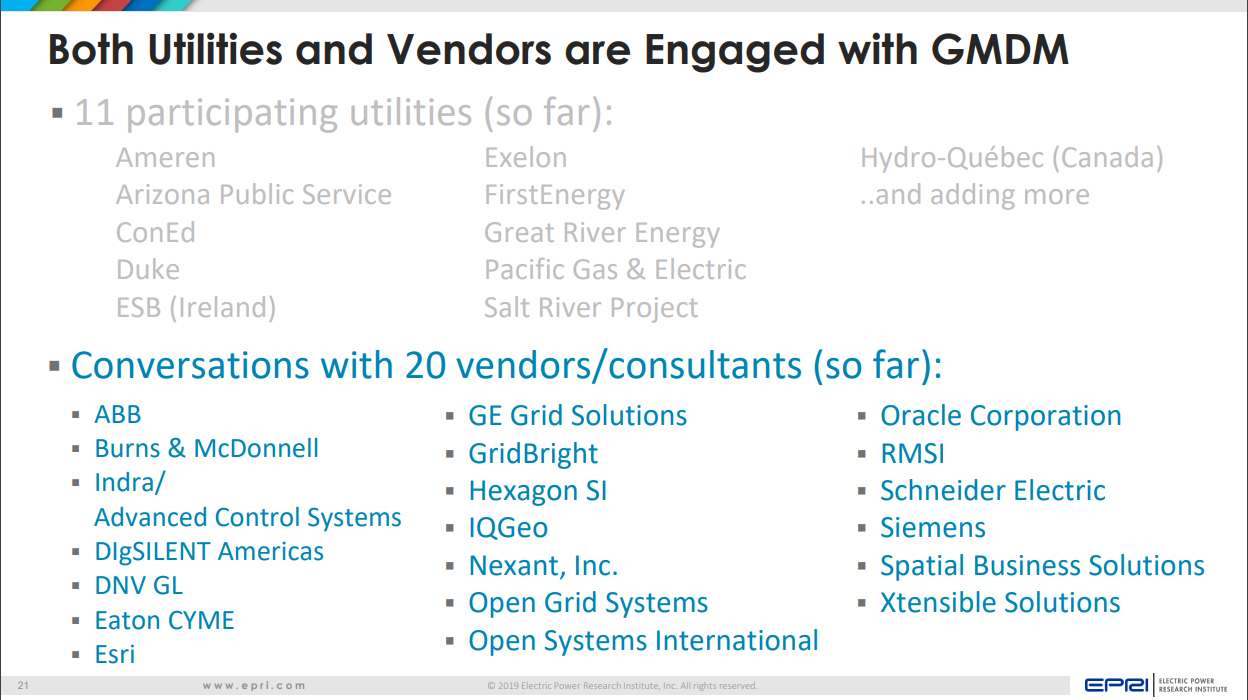 Both Utilities and Vendors are Engaged with GMDM
▪ 11 participating utilities (so far):
Ameren
Arizona Public Service
ConEd
Duke
ESB (Ireland)
Exelon
FirstEnergy
Great River Energy
Pacific Gas & Electric
Salt River Project
Hydro-Québec (Canada)
..and adding more
▪ Conversations with 20 vendors/consultants (so far):
▪ ABB
▪ Burns & McDonnell
▪ Indra/
Advanced Control Systems
▪ DIgSILENT Americas
▪ DNV GL
▪ Eaton CYME
▪ Esri
▪ GE Grid Solutions
▪ GridBright
▪ Hexagon SI
▪ IQGeo
▪ Nexant, Inc.
▪ Open Grid Systems
▪ Open Systems International
▪ Oracle Corporation
▪ RMSI
▪ Schneider Electric
▪ Siemens
▪ Spatial Business Solutions
▪ Xtensible Solutions
21
www.epri.com
© 2019 Electric Power Research Institute, Inc. All rights reserved.
EPRI
ELECTRIC POWER
RESEARCH INSTITUTE